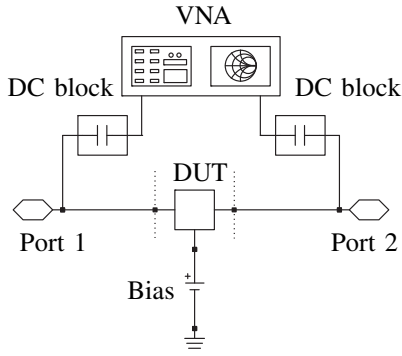 VNA
DC block
DC block
DUT
Port 1
Port 2
Bias
+